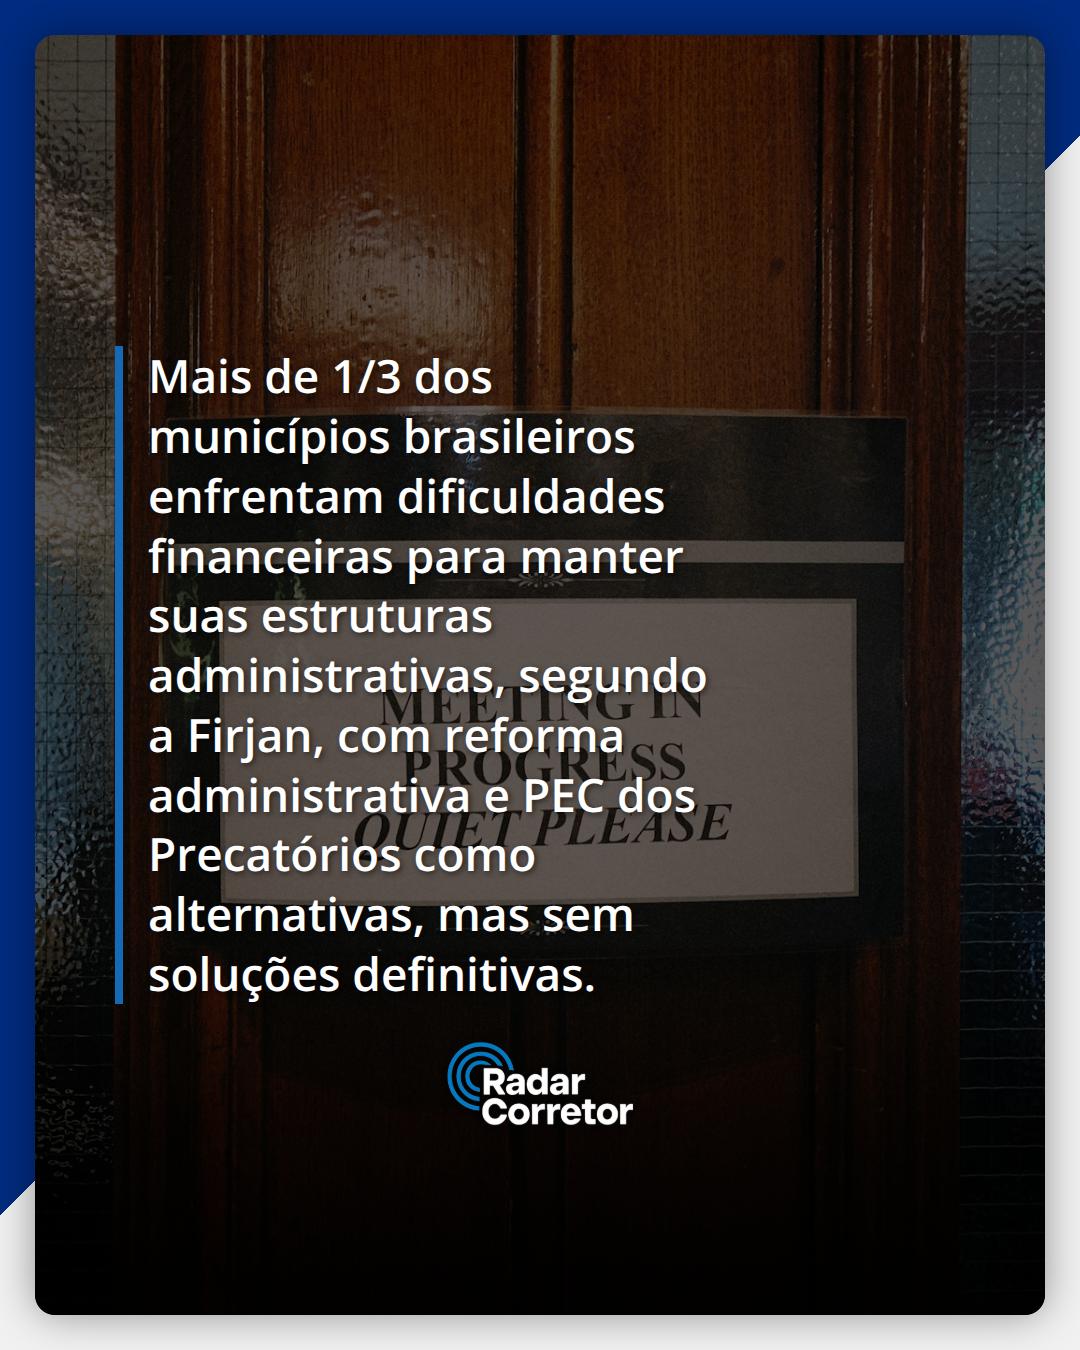 Mais de 1/3 dos
municípios brasileiros
enfrentam dificuldades
financeiras para manter
suas estruturas
administrativas, segundo
a Firjan, com reforma
administrativa e PEC dos
Precatórios como
alternativas, mas sem
soluções definitivas.
MEETING IN
PROGRESS
QUIET PLEASE
Radar
Corretor